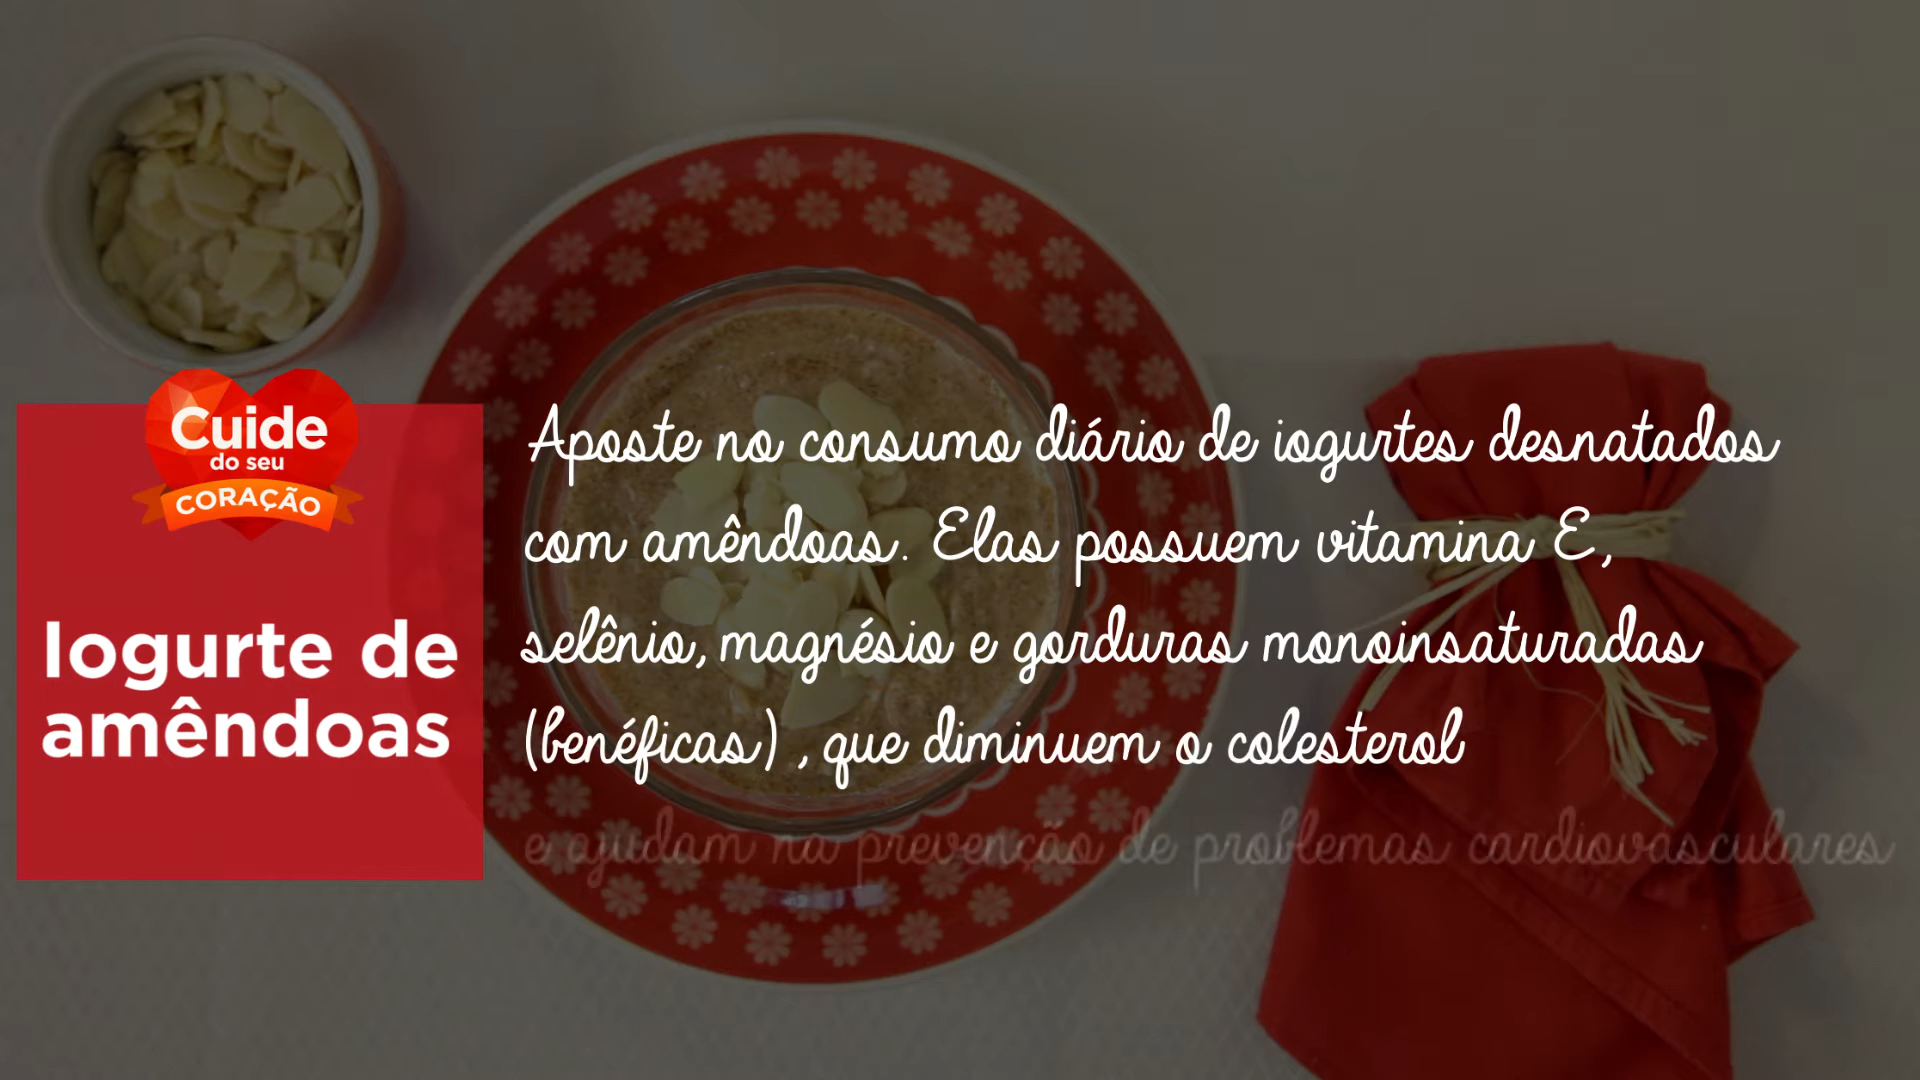 Cuide
do seu
CORAÇÃO
Iogurte de
amêndoas
Aposte no consumo diário de iogurtes desnatados
com amêndoas. Elas possuem vitamina E,
selênio, magnésio e gorduras monoinsaturadas
(benéficas) , que diminuem o colesterol
e ajudam na prevenção de problemas cardiovasculares